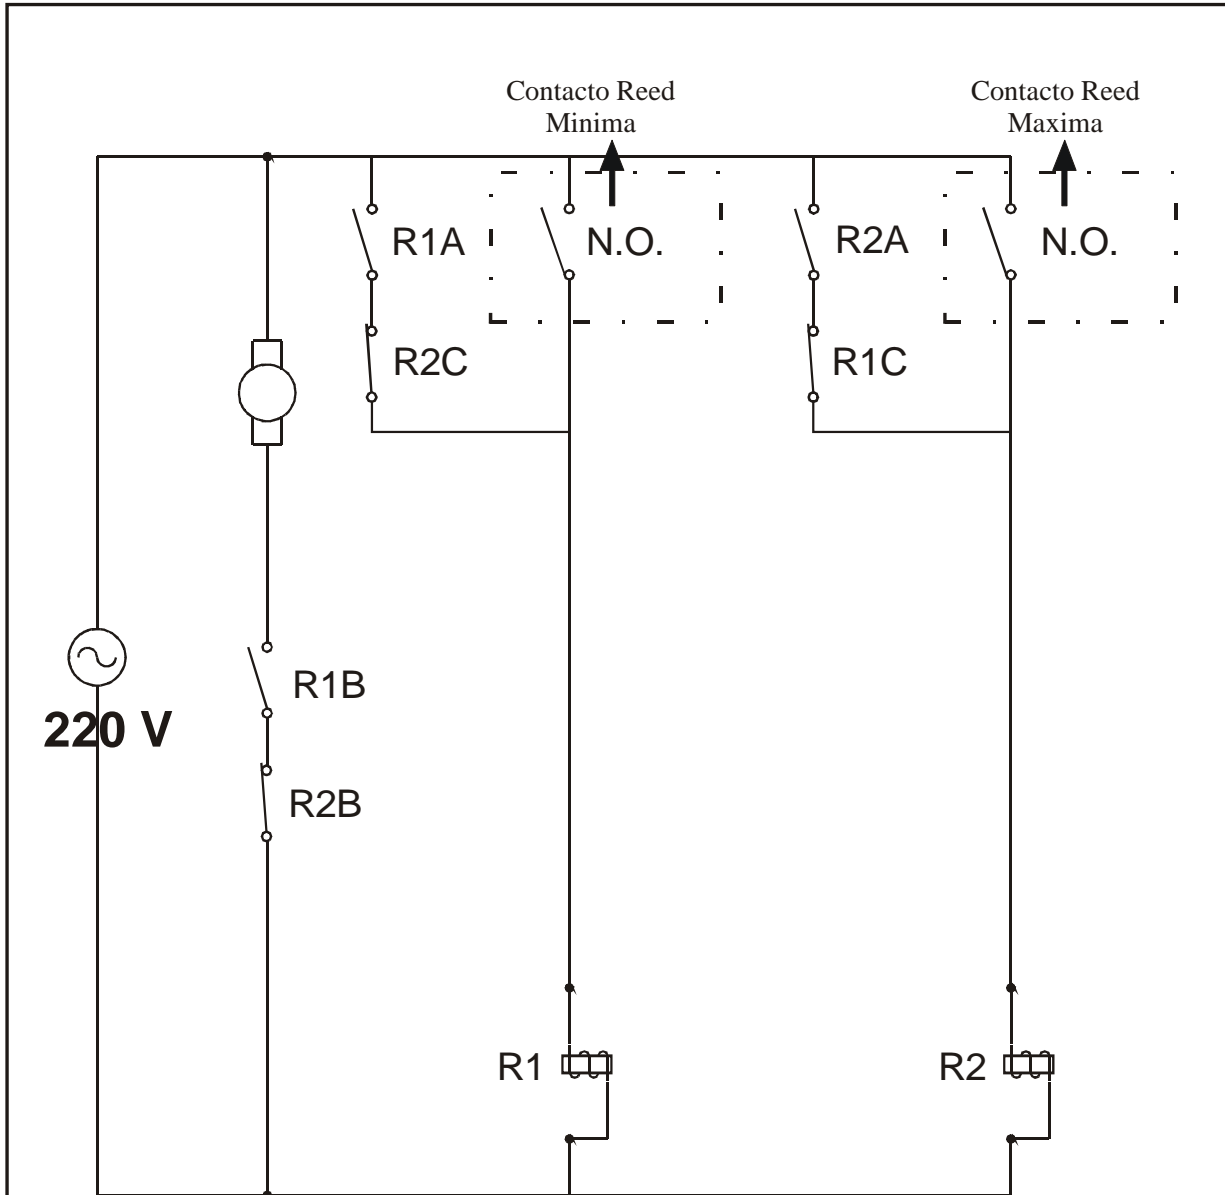 Contacto Reed
Minima
Contacto Reed
Maxima
R1A
N.O.
R2A
N.O.
R2C
R1C
R1B
220 V
R2B
R1
R2